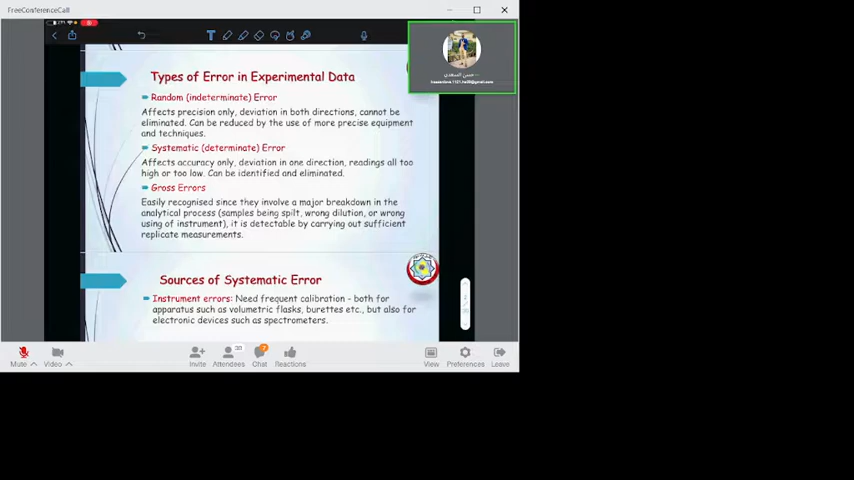 FreeConferenceCall
Types of Error in Experimental Data
Random (indeterminate) Error
Affects precision only, deviation in both directions, cannot be
eliminated. Can be reduced by the use of more precise equipment
and techniques.
Systematic (determinate) Error
Affects accuracy only, deviation in one direction, readings all too
high or too low. Can be identified and eliminated.
Gross Errors
Easily recognised since they involve a major breakdown in the
analytical process (samples being spilt, wrong dilution, or wrong
using of instrument), it is detectable by carrying out sufficient
replicate measurements.
Sources of Systematic Error
Instrument errors: Need frequent calibration - both for
apparatus such as volumetric flasks, burettes etc., but also for
electronic devices such as spectrometers.
حسن السعدي
Mute
Video
Invite
Attendees
Chat
Reactions
View
Preferences
Leave